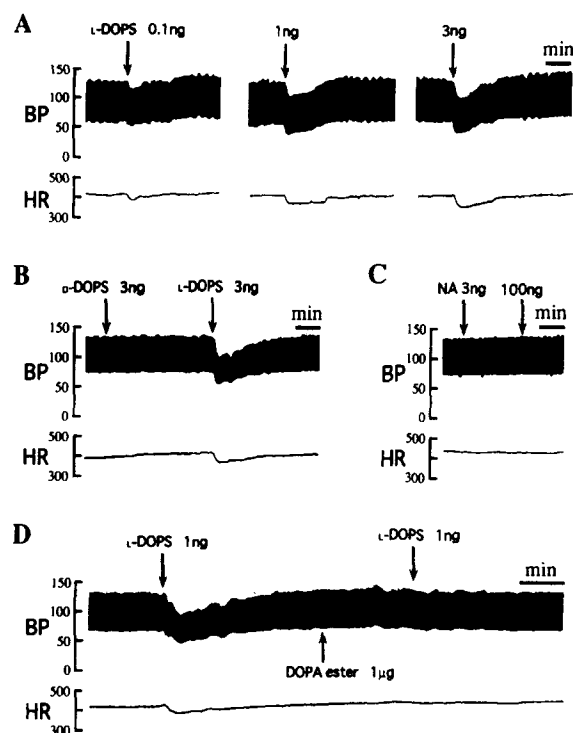 A
L-DOPS 0.1ng 1ng 3ng
min
BP
150
100
50
0
HR
500
300
B C
D-DOPS 3ng L-DOPS 3ng
min
NA 3ng 100ng
min
BP
150
100
50
0
HR
500
300
BP
150
100
50
0
HR
500
300
D
L-DOPS 1ng L-DOPS 1ng
min
BP
150
100
50
0
DOPA ester 1μg
HR
500
300